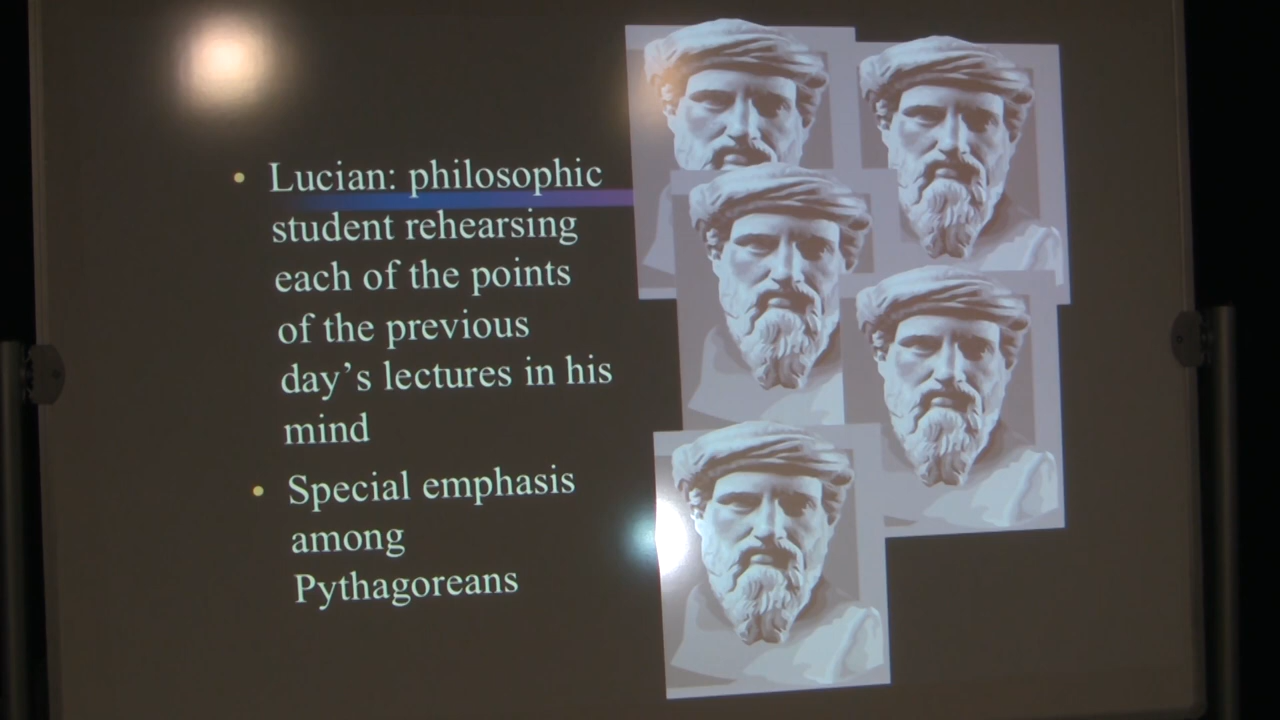 • Lucian: philosophic
student rehearsing
each of the points
of the previous
day’s lectures in his
mind
• Special emphasis
among
Pythagoreans